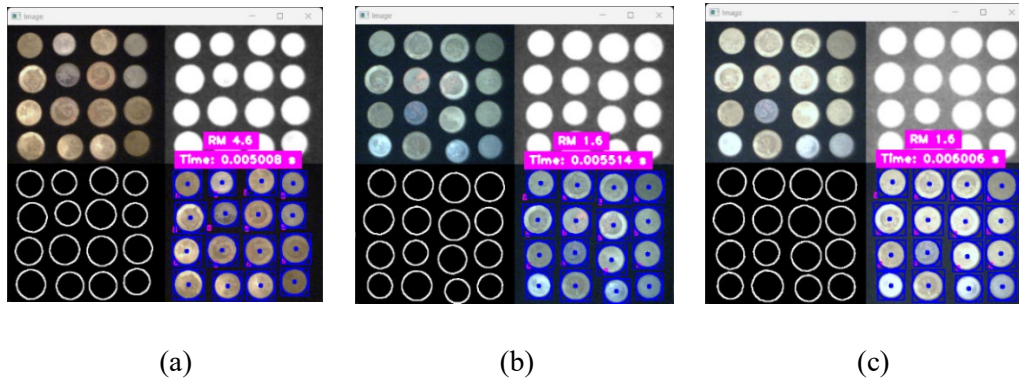 Image
RM 4.6
Time: 0.005008 s
Image
RM 1.6
Time: 0.005514 s
Image
RM 1.6
Time: 0.006006 s
(a)
(b)
(c)